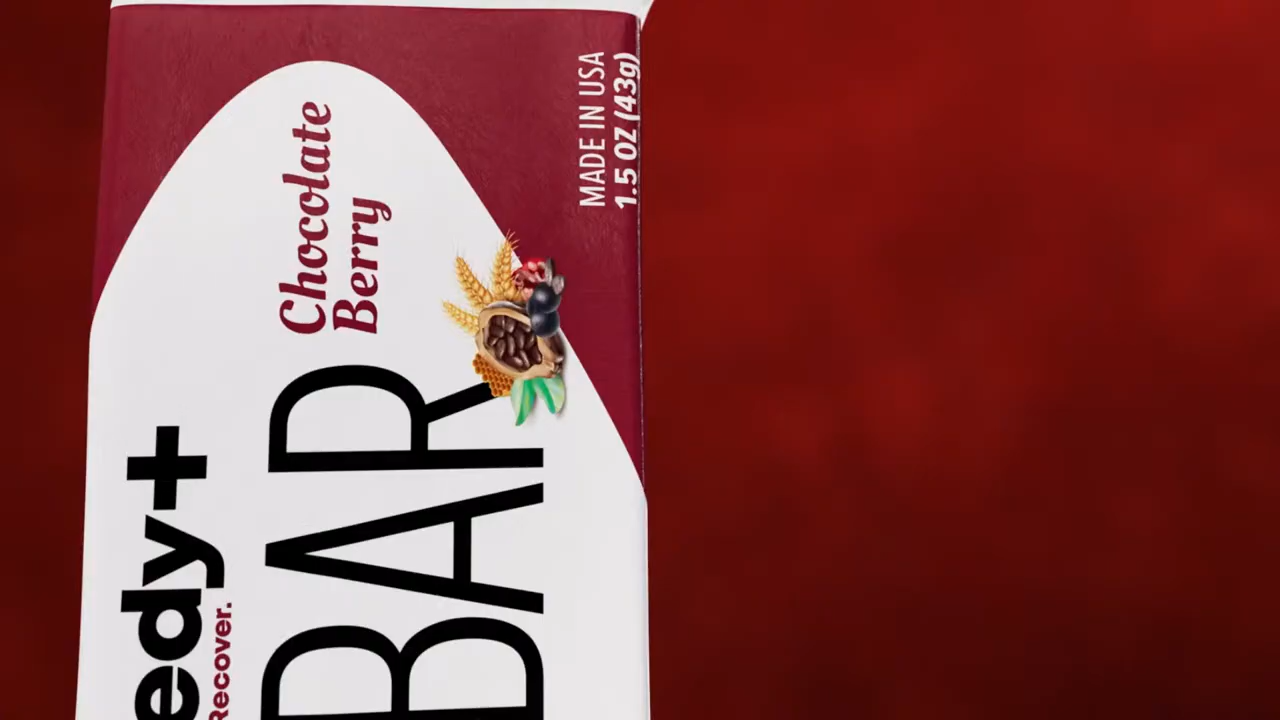 edy+
Recover.
BAR
Chocolate
Berry
MADE IN USA
1.5 OZ (43g)